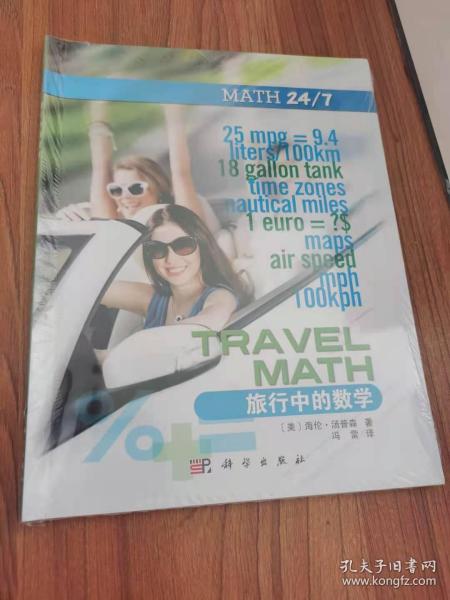 MATH 24/7
25 mpg = 9.4
liters/100km
18 gallon tank
time zones
nautical miles
1 euro = ?$
maps
air speed
mph
100kph
TRAVEL
MATH
旅行中的数学
〔美〕海伦·汤普森 著
冯雷 译
%+=
SP 科学出版社
孔夫子旧书网
www.kongfz.com